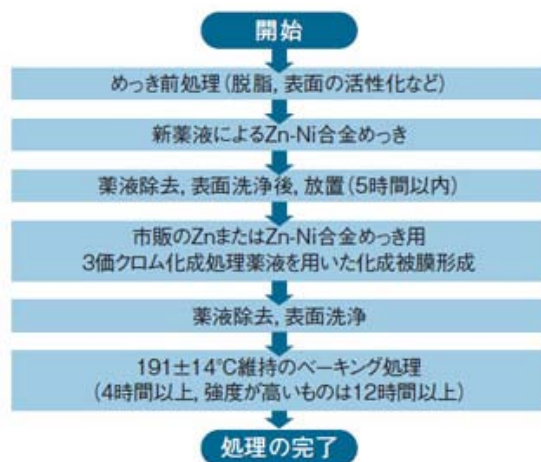 開始
めっき前処理(脱脂,表面の活性化など)
新薬液によるZn-Ni合金めっき
薬液除去,表面洗浄後,放置(5時間以内)
市販のZnまたはZn-Ni合金めっき用
3価クロム化成処理薬液を用いた化成被膜形成
薬液除去,表面洗浄
191±14℃維持のベーキング処理
(4時間以上,強度が高いものは12時間以上)
処理の完了